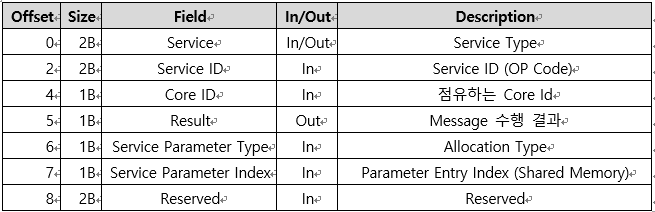 Offset Size Field In/Out Description
0 2B Service In/Out Service Type
2 2B Service ID In Service ID (OP Code)
4 1B Core ID In 점유하는 Core Id
5 1B Result Out Message 수행 결과
6 1B Service Parameter Type In Allocation Type
7 1B Service Parameter Index In Parameter Entry Index (Shared Memory)
8 2B Reserved In Reserved